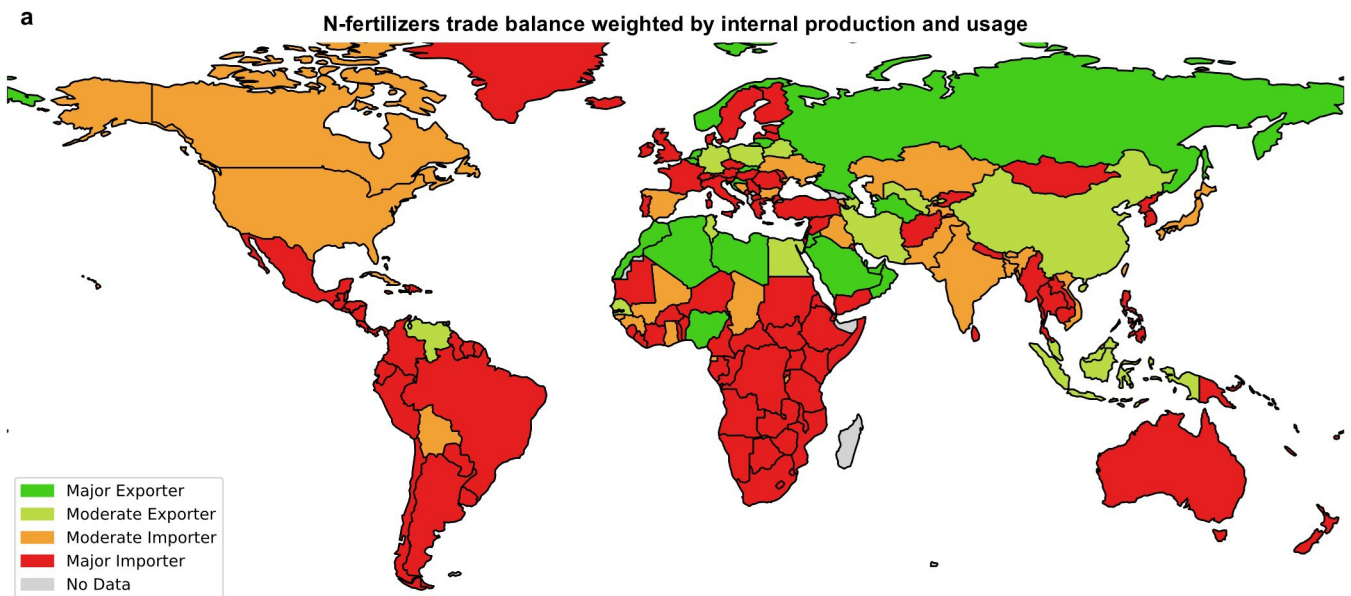 a
N-fertilizers trade balance weighted by internal production and usage
Major Exporter
Moderate Exporter
Moderate Importer
Major Importer
No Data